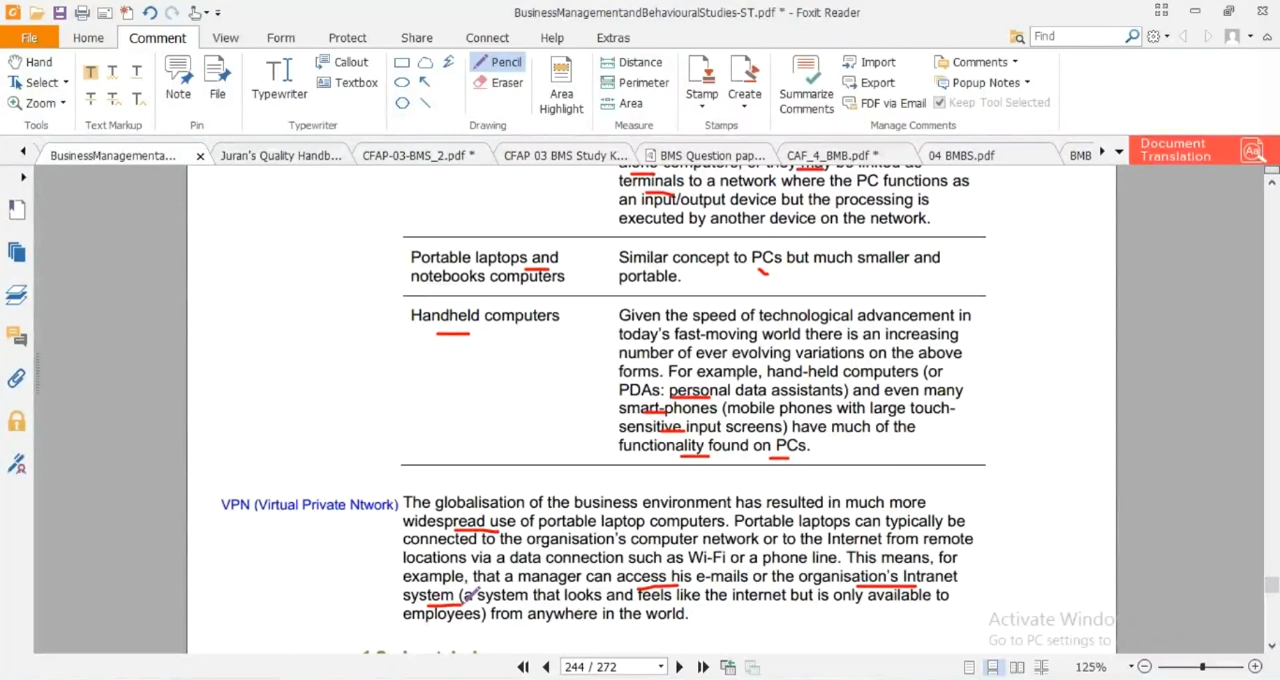 BusinessManagementandBehaviouralStudies-ST.pdf * - Foxit Reader
File Home Comment View Form Protect Share Connect Help Extras Find
Hand
Select
Zoom
Tools
T T T
T T T
Text Markup
Note
File
Pin
Typewriter
Callout
Textbox
Typewriter
Pencil
Eraser
Drawing
Area
Highlight
Distance
Perimeter
Area
Measure
Stamp
Create
Stamps
Summarize
Comments
Import
Export
FDF via Email
Comments
Popup Notes
Keep Tool Selected
Manage Comments
BusinessManagementa... Juran's Quality Handb... CFAP-03-BMS_2.pdf * CFAP 03 BMS Study K... BMS Question pap... CAF_4_BMB.pdf * 04 BMBS.pdf BMB
Document
Translation
alone computers, or they may be linked as
terminals to a network where the PC functions as
an input/output device but the processing is
executed by another device on the network.
Portable laptops and
notebooks computers
Similar concept to PCs but much smaller and
portable.
Handheld computers
Given the speed of technological advancement in
today's fast-moving world there is an increasing
number of ever evolving variations on the above
forms. For example, hand-held computers (or
PDAs: personal data assistants) and even many
smart-phones (mobile phones with large touch-
sensitive input screens) have much of the
functionality found on PCs.
VPN (Virtual Private Ntwork)
The globalisation of the business environment has resulted in much more
widespread use of portable laptop computers. Portable laptops can typically be
connected to the organisation's computer network or to the Internet from remote
locations via a data connection such as Wi-Fi or a phone line. This means, for
example, that a manager can access his e-mails or the organisation's Intranet
system (a system that looks and feels like the internet but is only available to
employees) from anywhere in the world.
Activate Windo
Go to PC settings to
244 / 272
125%